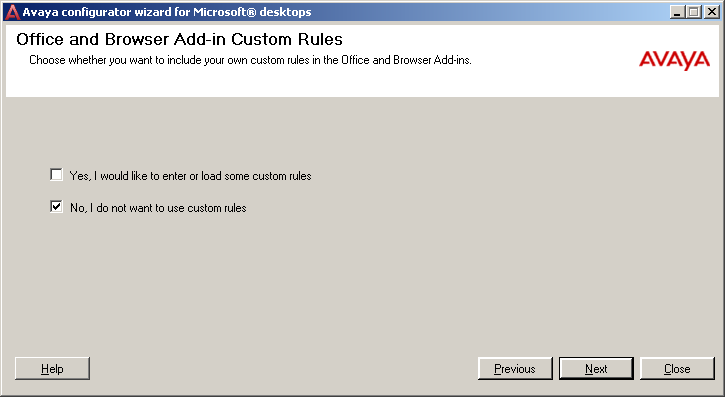 Avaya configurator wizard for Microsoft® desktops
Office and Browser Add-in Custom Rules
Choose whether you want to include your own custom rules in the Office and Browser Add-ins.
AVAYA
Yes, I would like to enter or load some custom rules
No, I do not want to use custom rules
Help
Previous
Next
Close